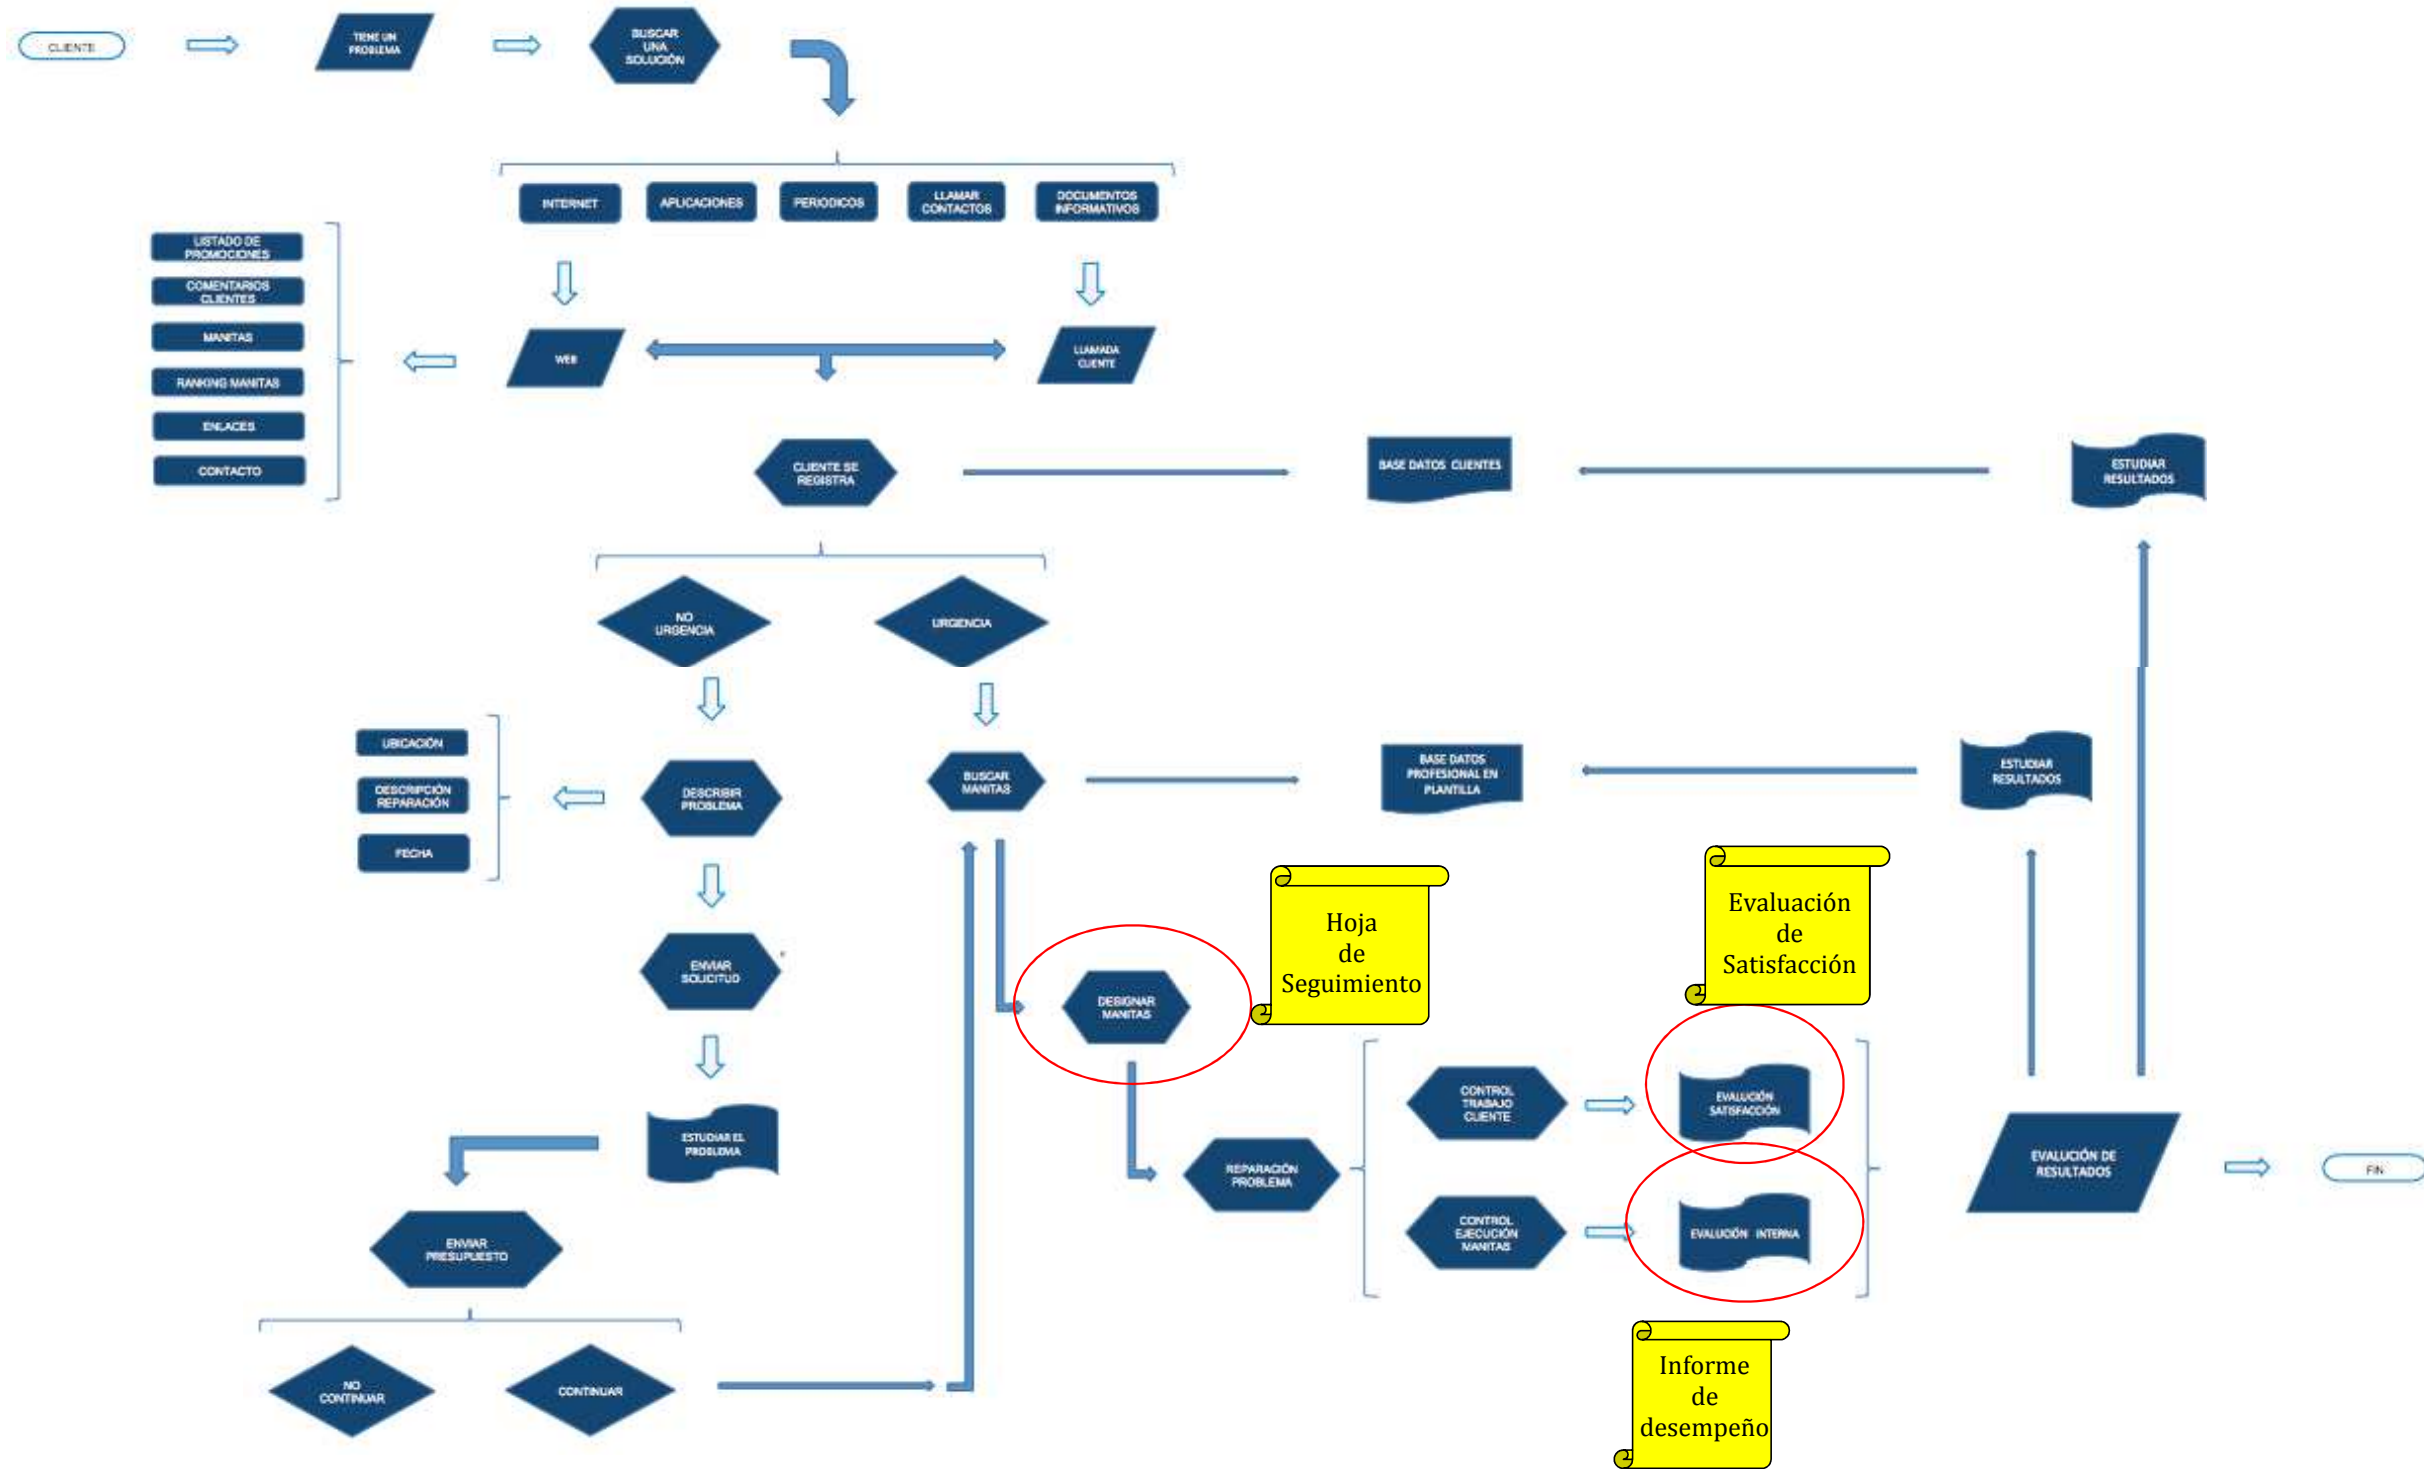 CLIENTE
TIENE UN
PROBLEMA
BUSCAR
UNA
SOLUCIÓN
INTERNET
APLICACIONES
PERIODICOS
LLAMAR
CONTACTOS
DOCUMENTOS
INFORMATIVOS
LISTADO DE
PROMOCIONES
COMENTARIOS
CLIENTES
MANITAS
RANKING MANITAS
ENLACES
CONTACTO
WEB
LLAMADA
CLIENTE
CLIENTE SE
REGISTRA
BASE DATOS CLIENTES
ESTUDIAR
RESULTADOS
NO
URGENCIA
URGENCIA
UBICACIÓN
DESCRIPCIÓN
REPARACIÓN
FECHA
DESCRIBIR
PROBLEMA
BUSCAR
MANITAS
BASE DATOS
PROFESIONAL EN
PLANTILLA
ESTUDIAR
RESULTADOS
ENVIAR
SOLICITUD
DESIGNAR
MANITAS
Hoja
de
Seguimiento
Evaluación
de
Satisfacción
ESTUDIAR EL
PROBLEMA
REPARACIÓN
PROBLEMA
CONTROL
TRABAJO
CLIENTE
EVALUCIÓN
SATISFACCIÓN
CONTROL
EJECUCIÓN
MANITAS
EVALUCIÓN INTERNA
EVALUCIÓN DE
RESULTADOS
FIN
ENVIAR
PRESUPUESTO
NO
CONTINUAR
CONTINUAR
Informe
de
desempeño